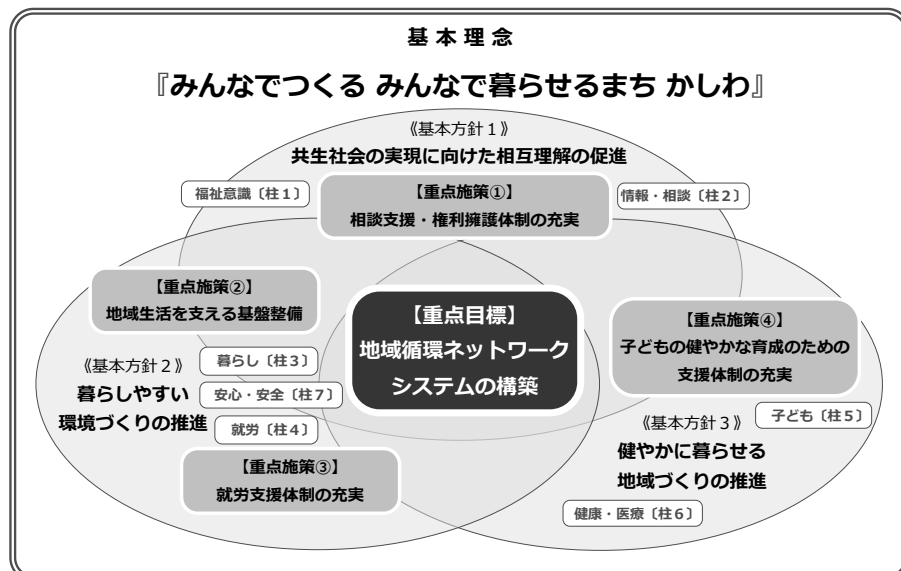 基本理念
『みんなでつくる みんなで暮らせるまち かしわ』
《基本方針１》
共生社会の実現に向けた相互理解の促進
福祉意識〔柱１〕
【重点施策①】
相談支援・権利擁護体制の充実
情報・相談〔柱２〕
【重点施策②】
地域生活を支える基盤整備
【重点目標】
地域循環ネットワーク
システムの構築
【重点施策④】
子どもの健やかな育成のための
支援体制の充実
《基本方針２》
暮らしやすい
環境づくりの推進
暮らし〔柱３〕
安心・安全〔柱７〕
就労〔柱４〕
【重点施策③】
就労支援体制の充実
子ども〔柱５〕
《基本方針３》
健やかに暮らせる
地域づくりの推進
健康・医療〔柱６〕